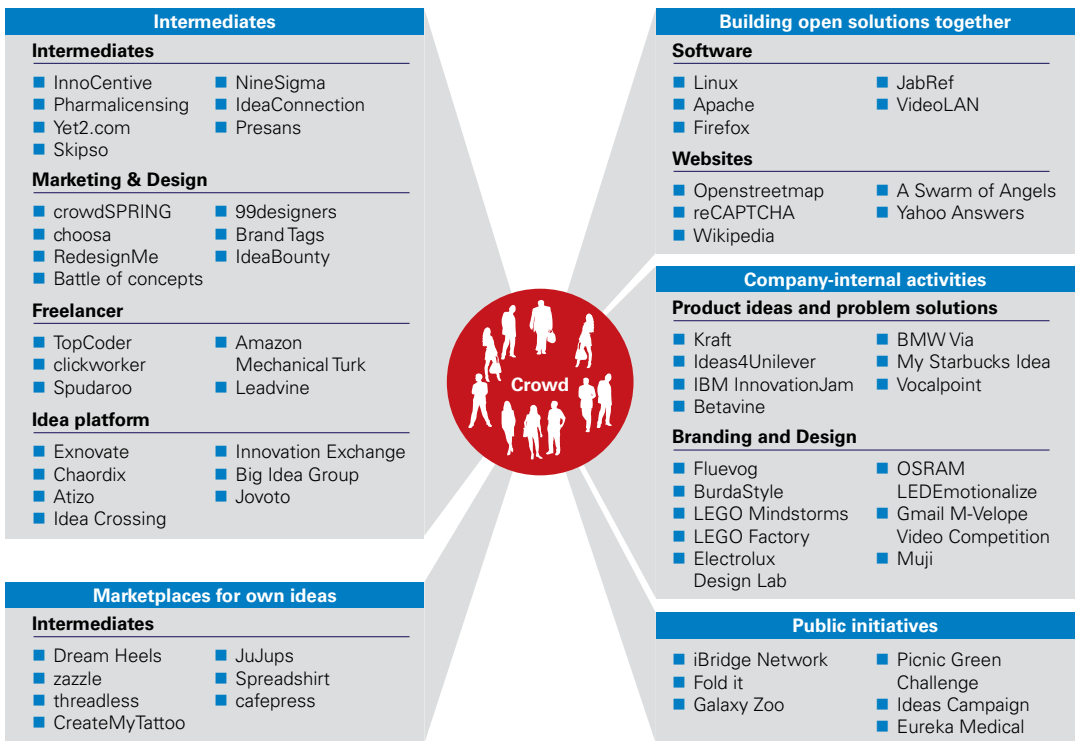 Intermediates
Intermediates
InnoCentive
Pharmalicensing
Yet2.com
Skipso
NineSigma
IdeaConnection
Presans
Marketing & Design
crowdSPRING
choosa
RedesignMe
Battle of concepts
99designers
Brand Tags
IdeaBounty
Freelancer
TopCoder
clickworker
Spudaroo
Amazon
Mechanical Turk
Leadvine
Idea platform
Exnovate
Chaordix
Atizo
Idea Crossing
Innovation Exchange
Big Idea Group
Jovoto
Marketplaces for own ideas
Intermediates
Dream Heels
zazzle
threadless
CreateMyTattoo
JuJups
Spreadshirt
cafepress
Crowd
Building open solutions together
Software
Linux
Apache
Firefox
JabRef
VideoLAN
Websites
Openstreetmap
reCAPTCHA
Wikipedia
A Swarm of Angels
Yahoo Answers
Company-internal activities
Product ideas and problem solutions
Kraft
Ideas4Unilever
IBM InnovationJam
Betavine
BMW Via
My Starbucks Idea
Vocalpoint
Branding and Design
Fluevog
BurdaStyle
LEGO Mindstorms
LEGO Factory
Electrolux
Design Lab
OSRAM
LEDEmotionalize
Gmail M-Velope
Video Competition
Muji
Public initiatives
iBridge Network
Fold it
Galaxy Zoo
Picnic Green
Challenge
Ideas Campaign
Eureka Medical